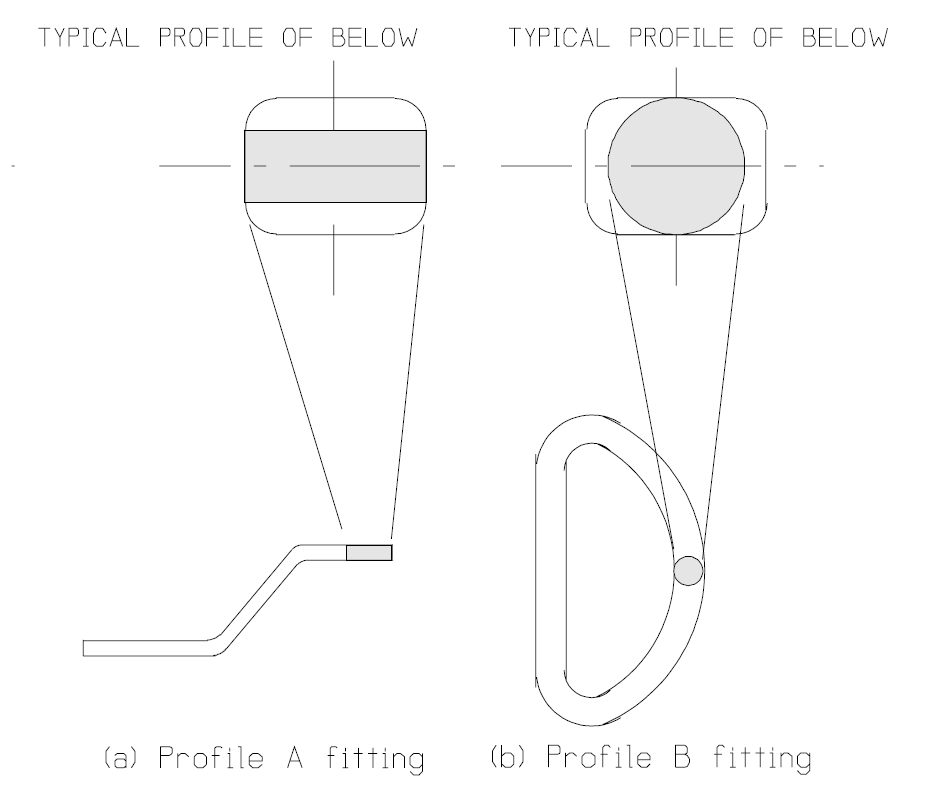 TYPICAL PROFILE OF BELOW
TYPICAL PROFILE OF BELOW
(a) Profile A fitting
(b) Profile B fitting